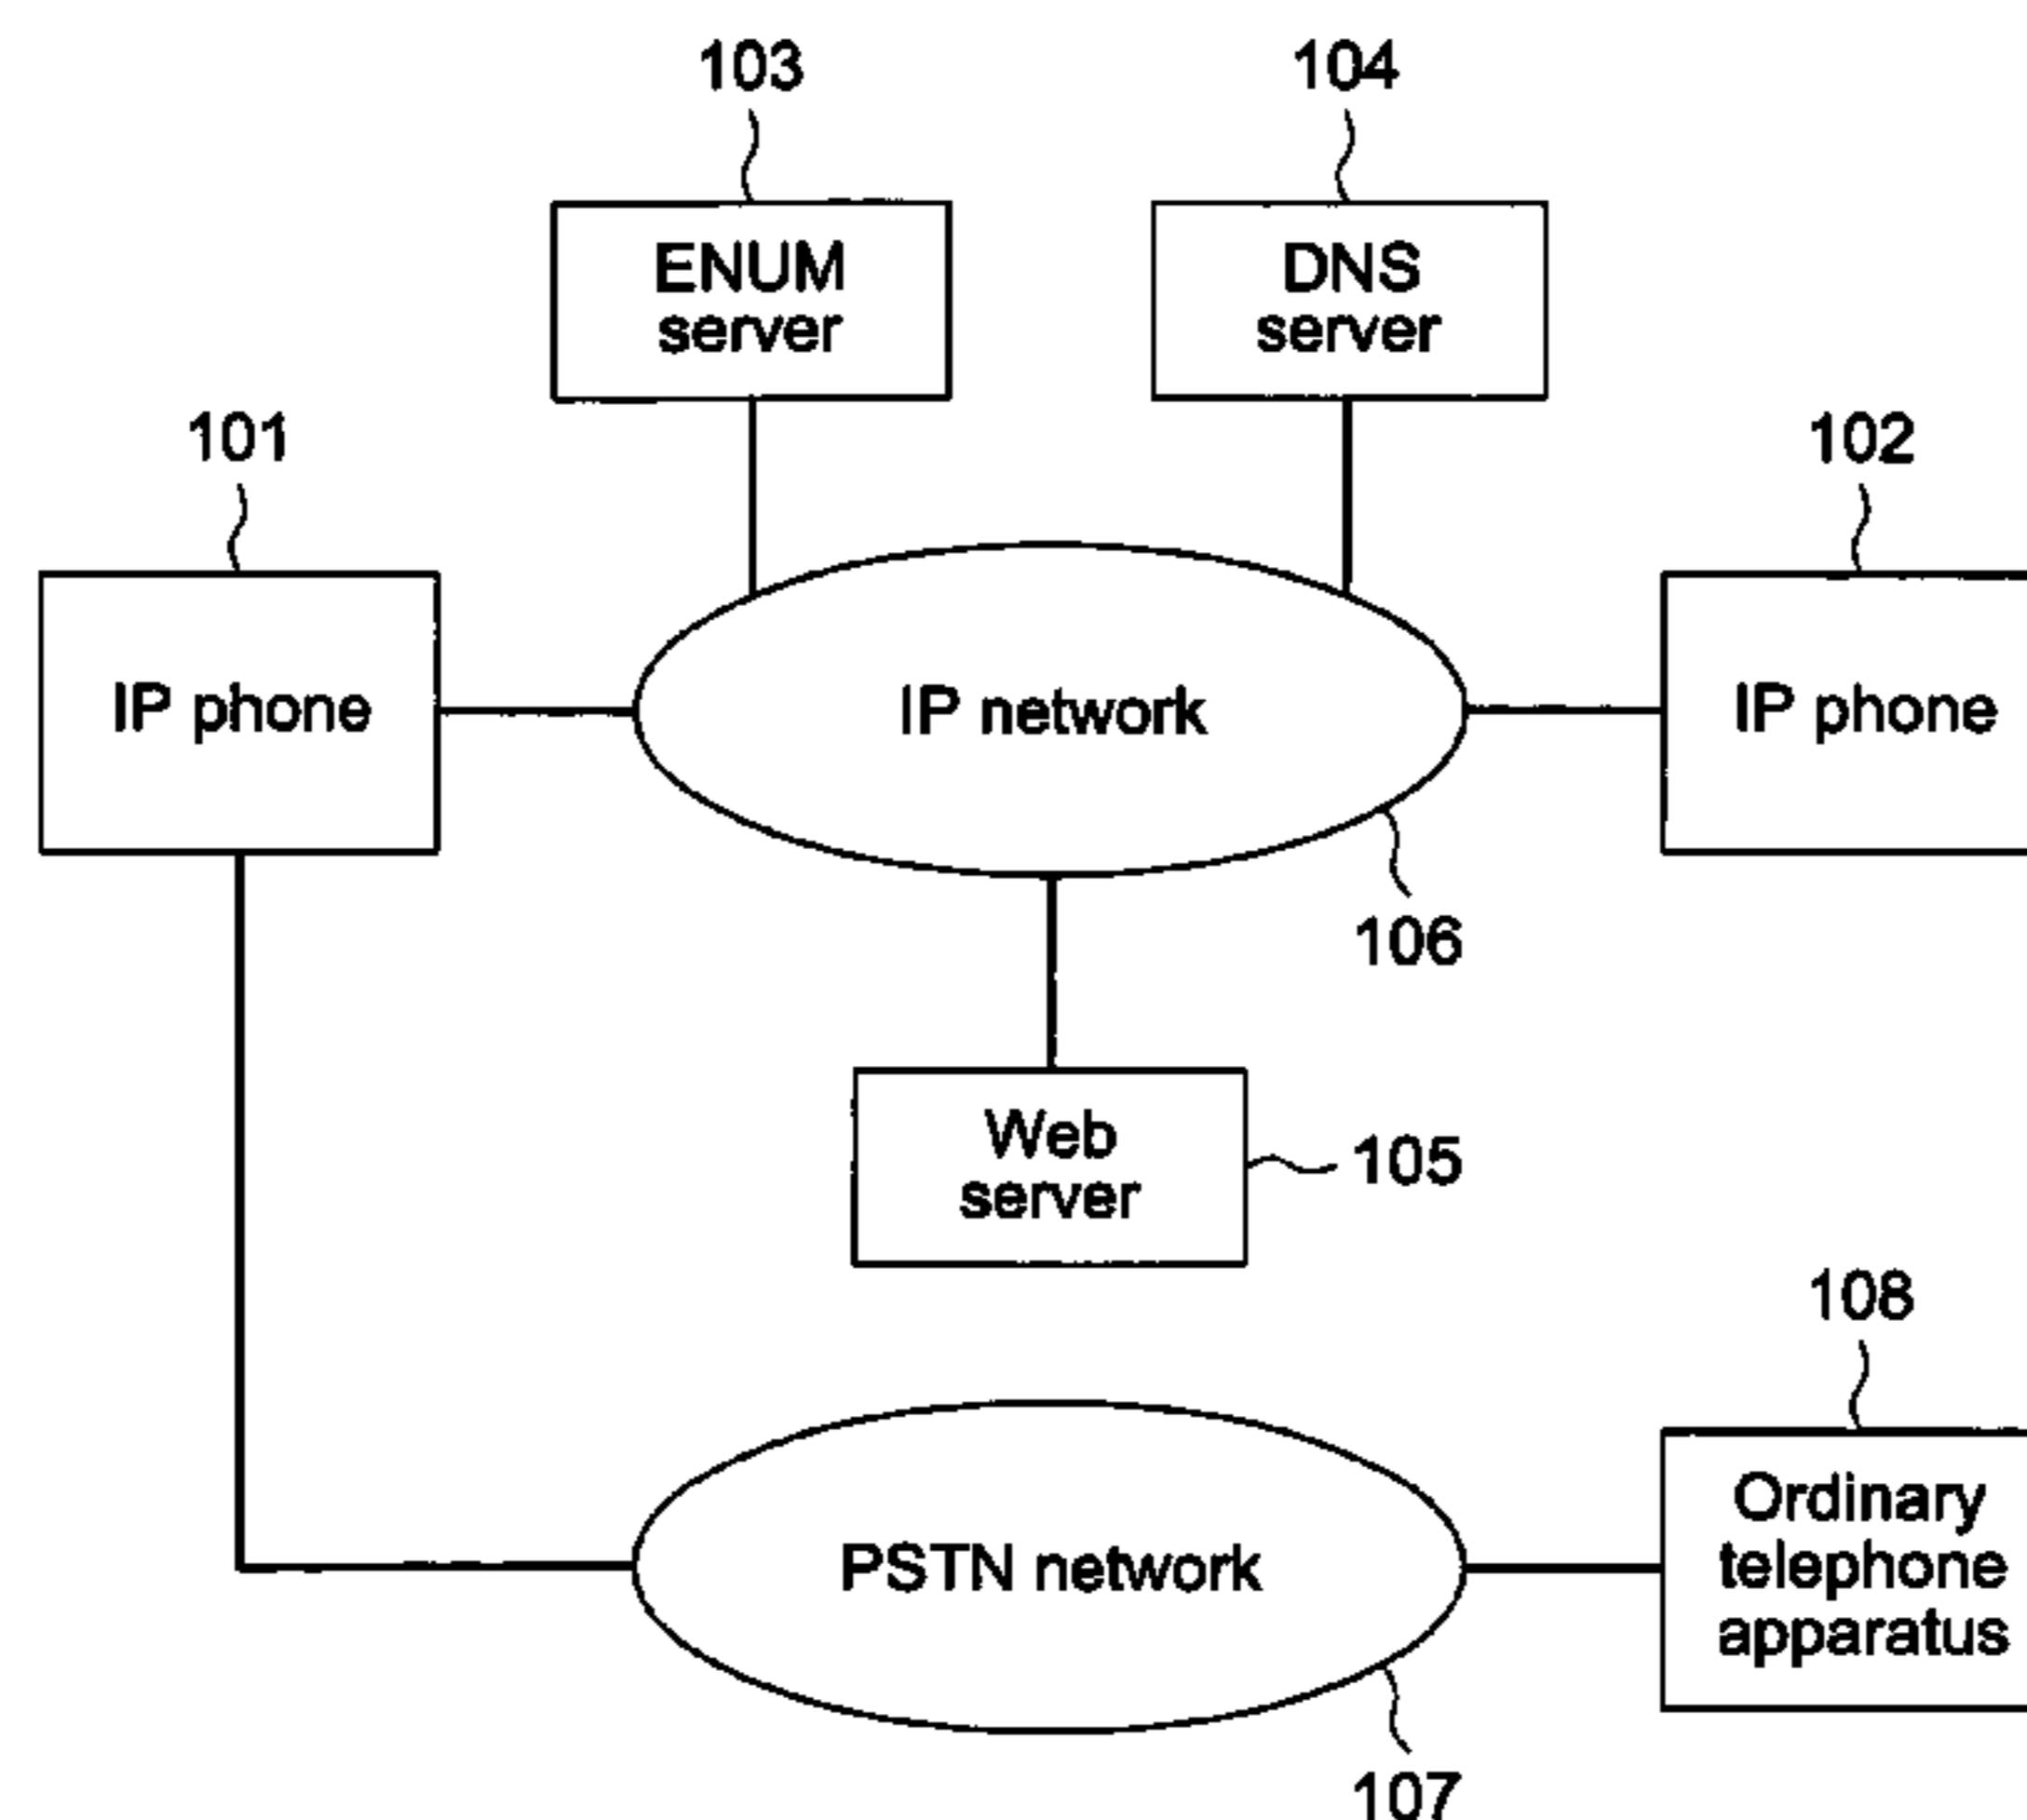 103
104
ENUM
server
DNS
server
101
102
IP phone
IP network
IP phone
106
Web
server
105
108
PSTN network
Ordinary
telephone
apparatus
107